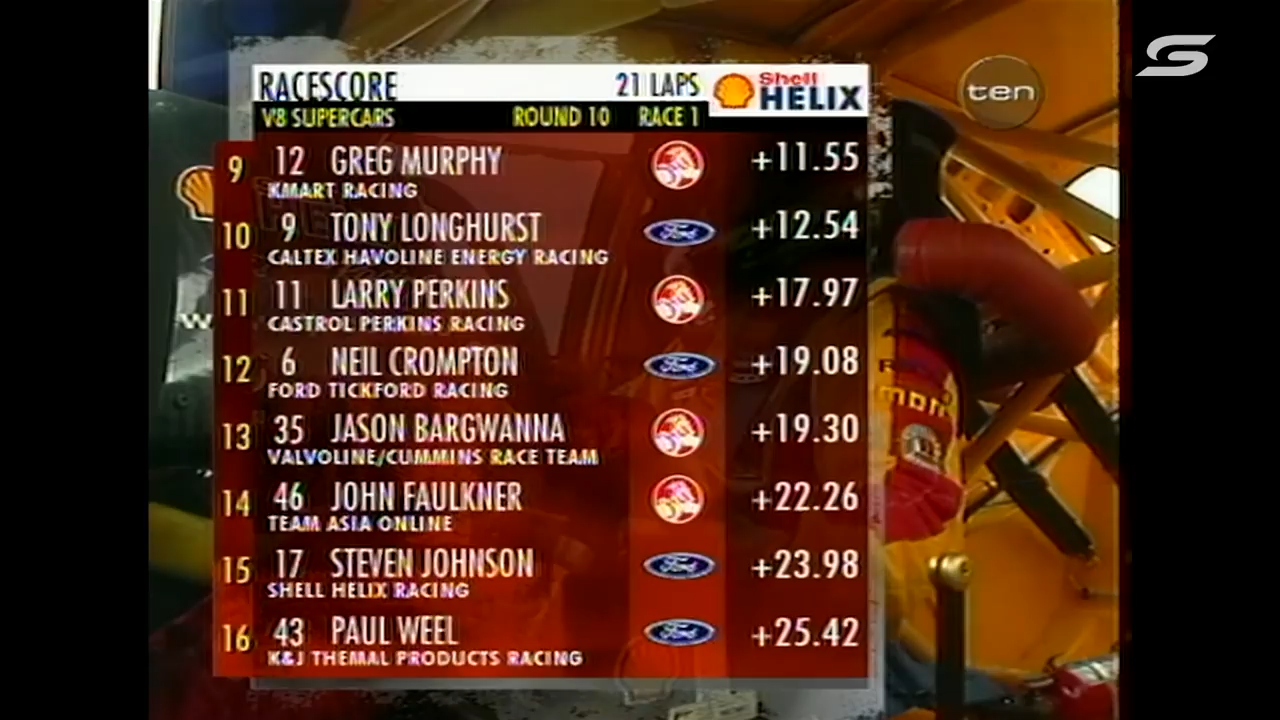 RACESCORE 21 LAPS Shell HELIX
V8 SUPERCARS ROUND 10 RACE 1
ten
9 12 GREG MURPHY +11.55
KMART RACING
10 9 TONY LONGHURST Ford +12.54
CALTEX HAVOLINE ENERGY RACING
11 11 LARRY PERKINS +17.97
CASTROL PERKINS RACING
12 6 NEIL CROMPTON Ford +19.08
FORD TICKFORD RACING
13 35 JASON BARGWANNA +19.30
VALVOLINE/CUMMINS RACE TEAM
14 46 JOHN FAULKNER +22.26
TEAM ASIA ONLINE
15 17 STEVEN JOHNSON Ford +23.98
SHELL HELIX RACING
16 43 PAUL WEEL Ford +25.42
K&J THEMAL PRODUCTS RACING